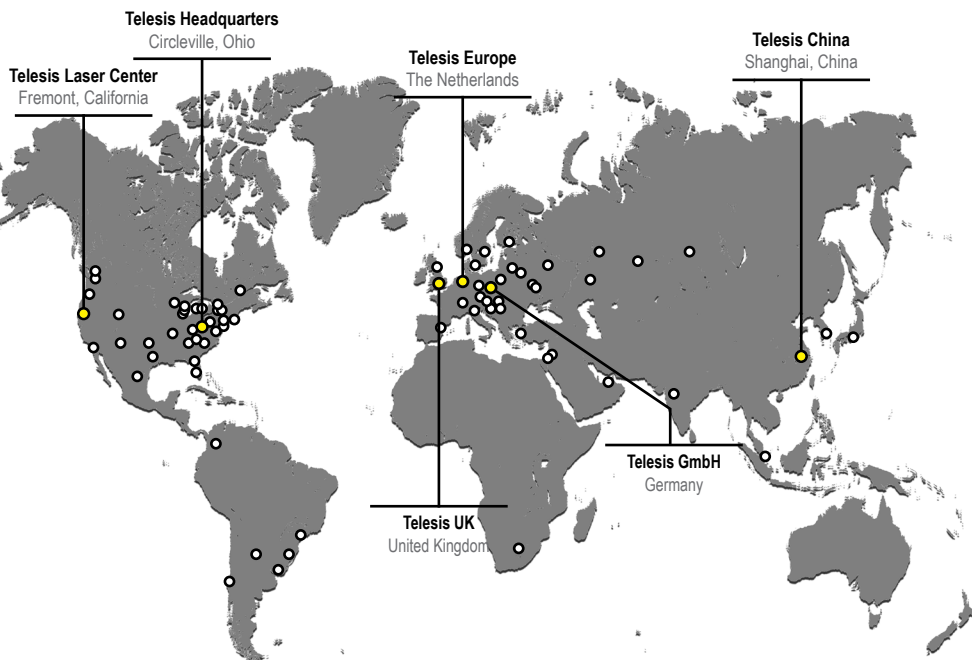 Telesis Headquarters
Circleville, Ohio
Telesis Laser Center
Fremont, California
Telesis Europe
The Netherlands
Telesis China
Shanghai, China
Telesis GmbH
Germany
Telesis UK
United Kingdom